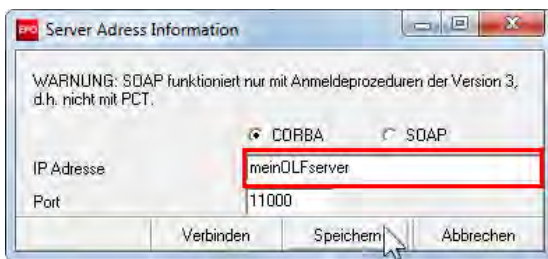 EPO Server Adress Information
WARNUNG: SOAP funktioniert nur mit Anmeldeprozeduren der Version 3,
d.h. nicht mit PCT.
CORBA SOAP
IP Adresse meinOLFserver
Port 11000
Verbinden Speichern Abbrechen